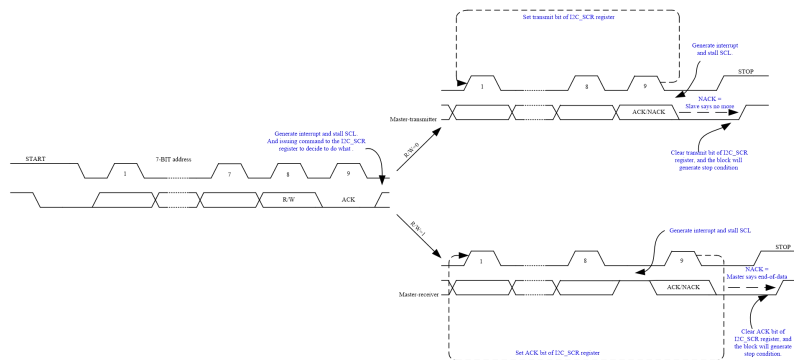 Set transmit bit of I2C_SCR register
Generate interrupt
and stall SCL.
STOP
1
8
9
Master-transmitter
ACK/NACK
NACK =
Slave says no more
Clear transmit bit of I2C_SCR
register, and the block will
generate stop condition
Generate interrupt and stall SCL.
And issuing command to the I2C_SCR
register to decide to do what .
R/W=0
START
7-BIT address
1
7
8
9
R/W
ACK
R/W=1
Generate interrupt and stall SCL
STOP
1
8
9
NACK =
Master says end-of-data
Master-receiver
ACK/NACK
Clear ACK bit of
I2C_SCR register, and
the block will generate
stop condition.
Set ACK bit of I2C_SCR register